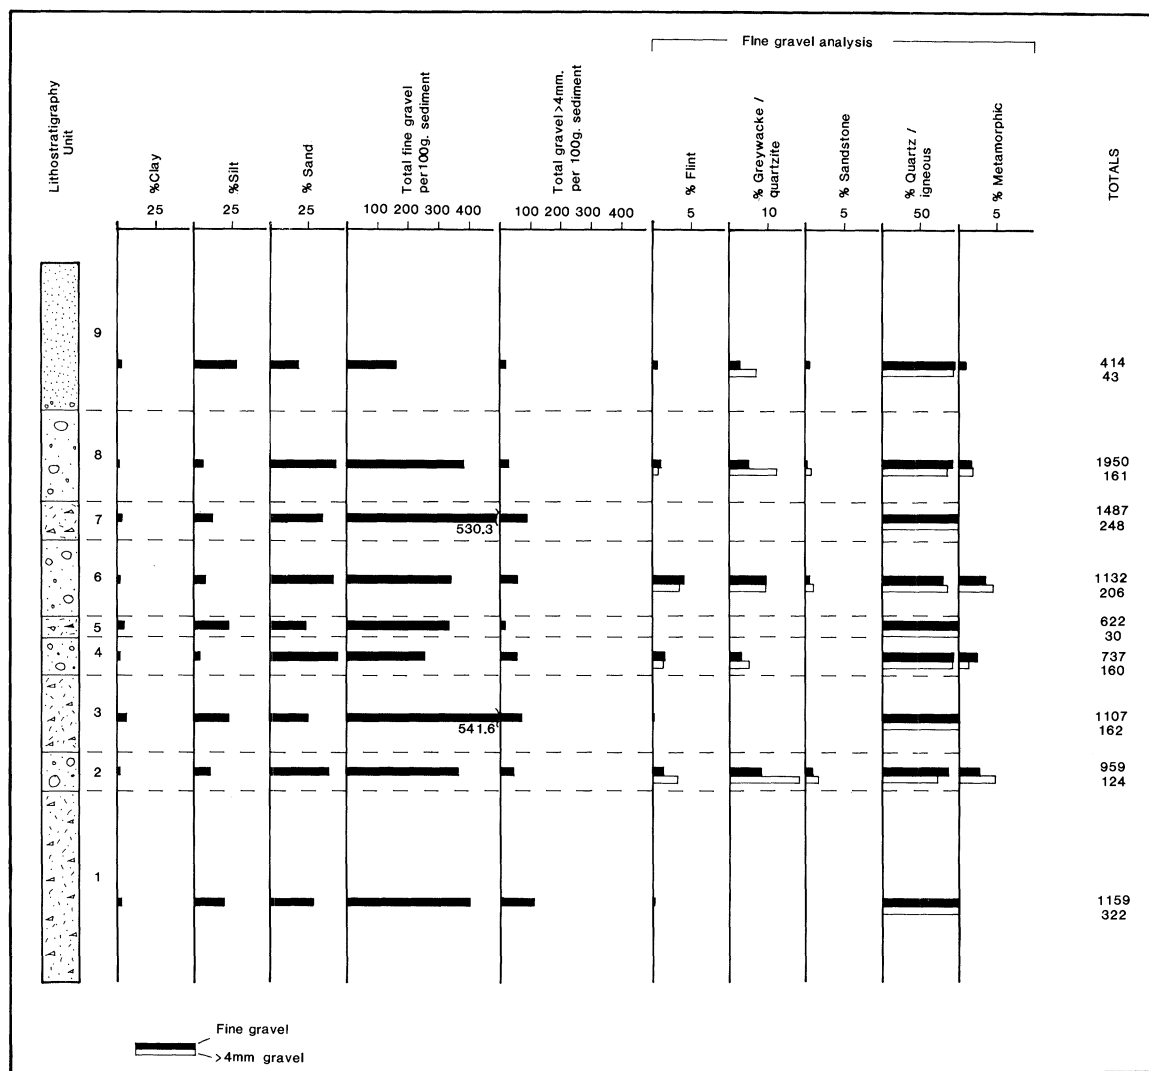 Fine gravel analysis
Lithostratigraphy
Unit
%Clay
%Silt
% Sand
Total fine gravel
per 100g. sediment
Total gravel >4mm.
per 100g. sediment
% Flint
% Greywacke /
quartzite
% Sandstone
% Quartz /
igneous
% Metamorphic
TOTALS
25 25 25 100 200 300 400 100 200 300 400 5 10 5 50 5
9
414
43
8
1950
161
7
530.3
1487
248
6
1132
206
5
622
30
4
737
160
3
541.6
1107
162
2
959
124
1
1159
322
Fine gravel
>4mm gravel